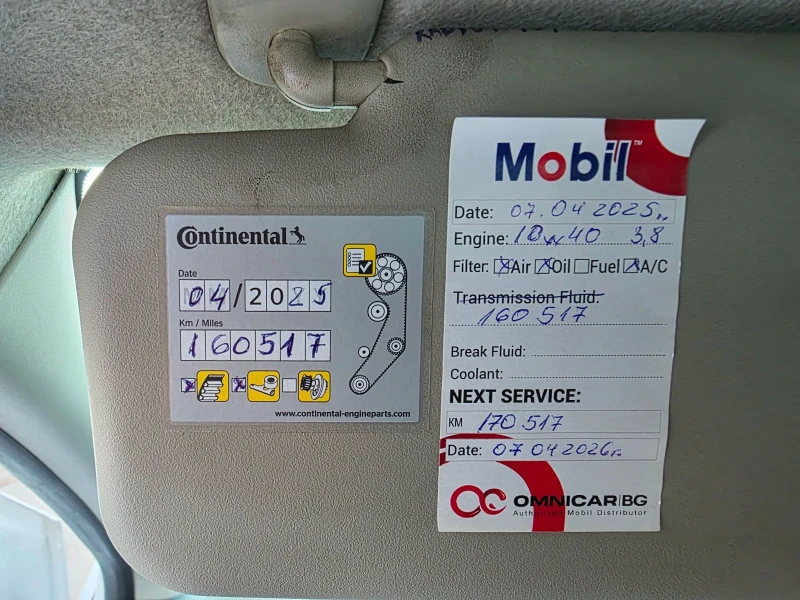 Continental
Date
04/2025
Km / Miles
160517
www.continental-engineparts.com
Mobil™
Date: 07.04 2025г.
Engine: 10w40 3,8
Filter: Air Oil Fuel A/C
Transmission Fluid:
160 517
Break Fluid:
Coolant:
NEXT SERVICE:
KM 170 517
Date: 07 04 2026г.
OMNICAR|BG
Authorized Mobil Distributor